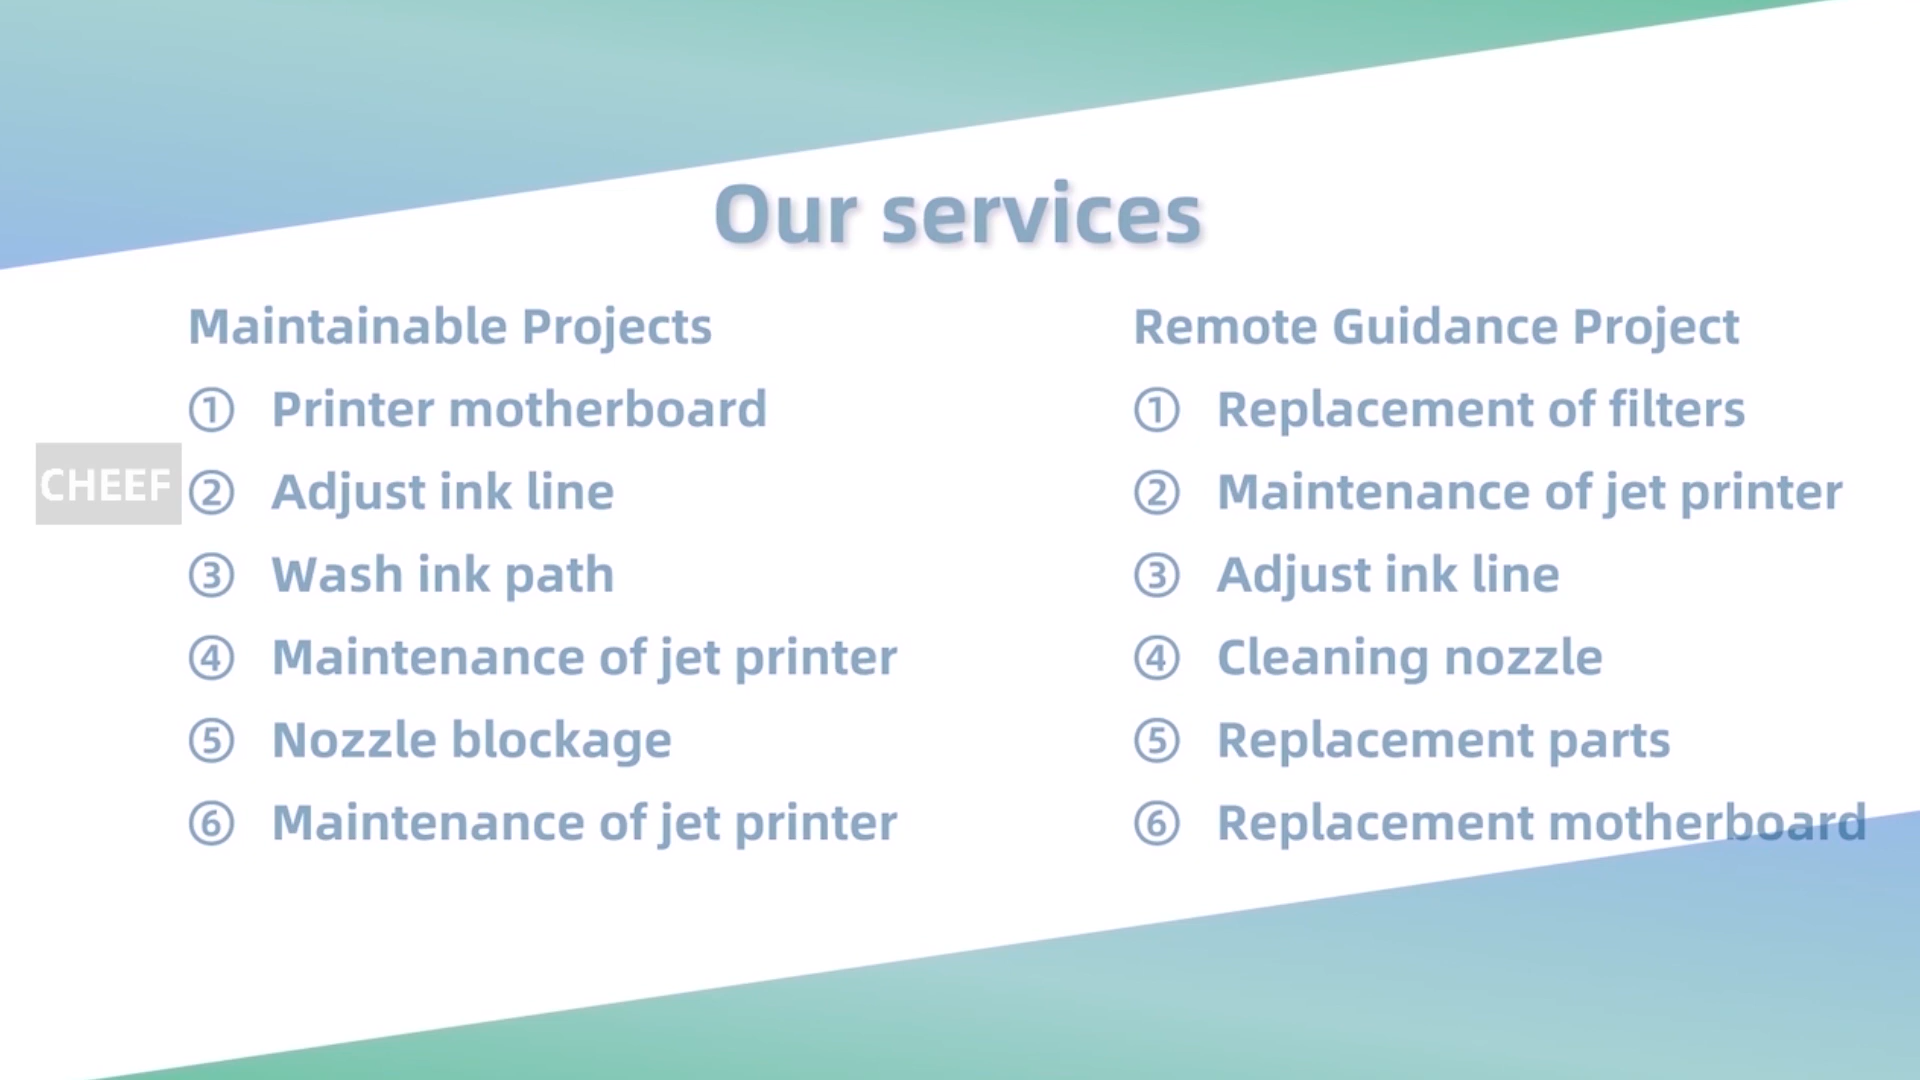 Our services
Maintainable Projects
① Printer motherboard
② Adjust ink line
③ Wash ink path
④ Maintenance of jet printer
⑤ Nozzle blockage
⑥ Maintenance of jet printer
Remote Guidance Project
① Replacement of filters
② Maintenance of jet printer
③ Adjust ink line
④ Cleaning nozzle
⑤ Replacement parts
⑥ Replacement motherboard
CHEEF